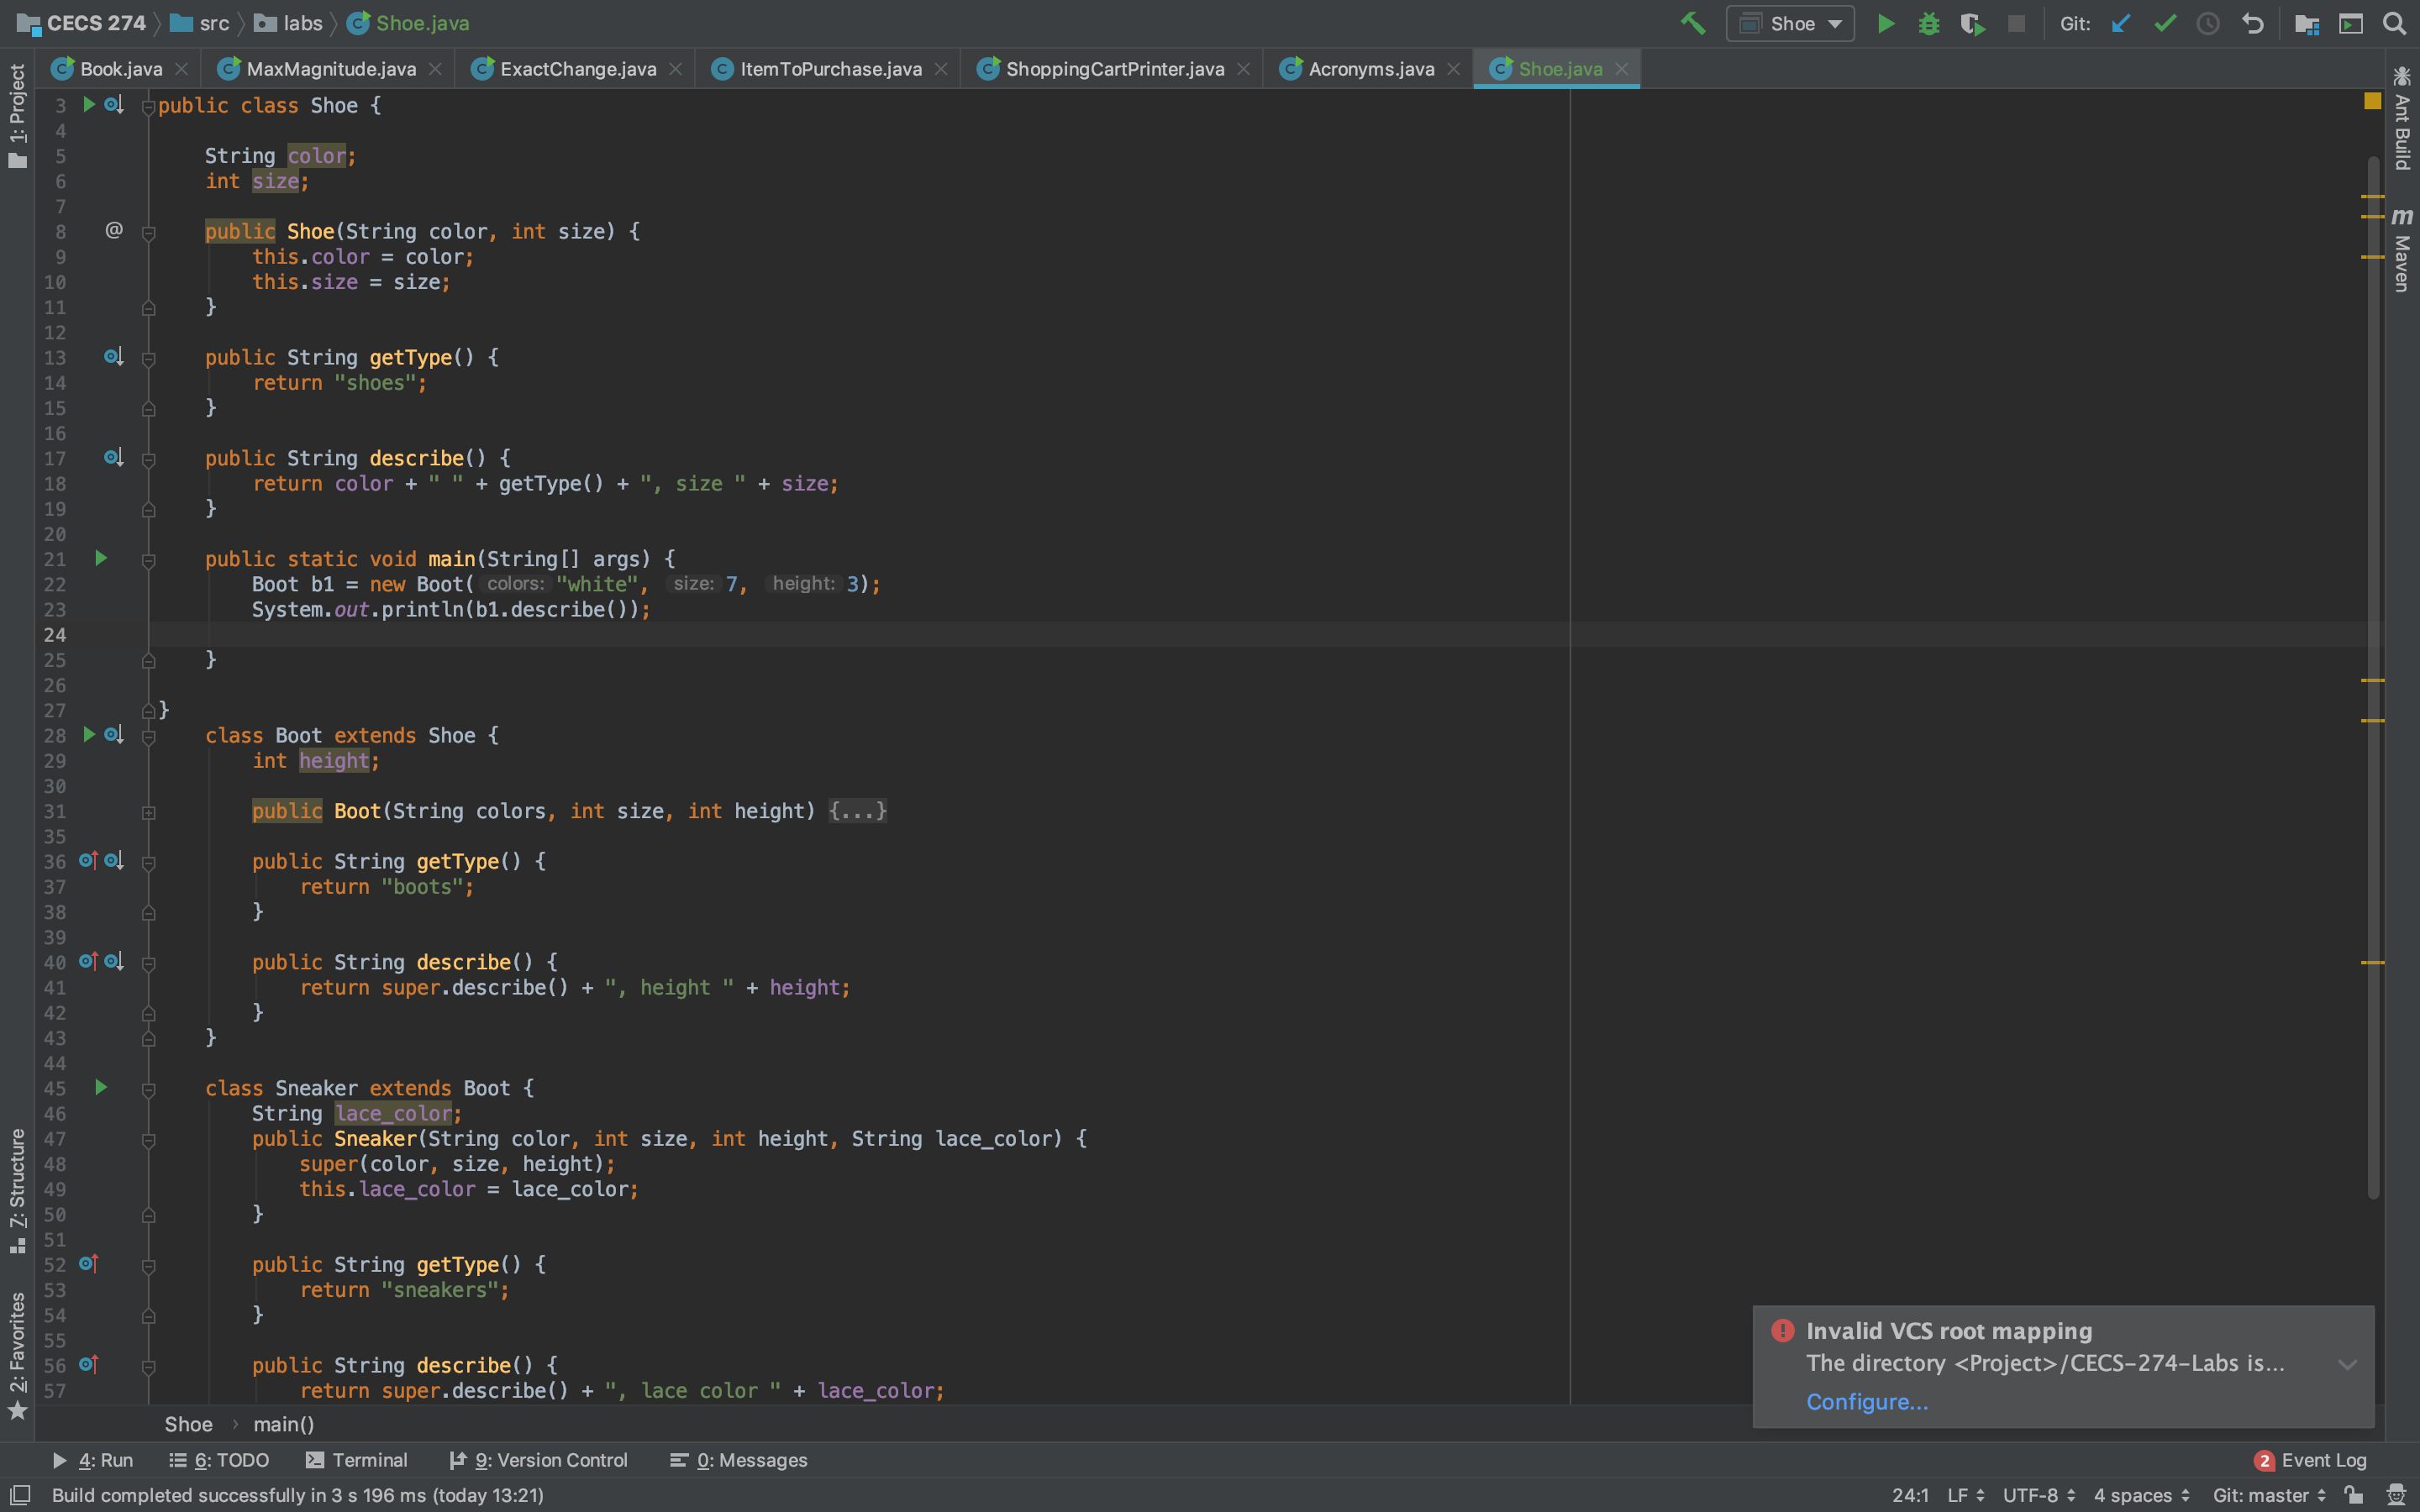 CECS 274 src labs Shoe.java Shoe Git:
Book.java MaxMagnitude.java ExactChange.java ItemToPurchase.java ShoppingCartPrinter.java Acronyms.java Shoe.java
1: Project
7: Structure
2: Favorites
Ant Build
m Maven
3 public class Shoe {
4
5 String color;
6 int size;
7
8 @ public Shoe(String color, int size) {
9 this.color = color;
10 this.size = size;
11 }
12
13 public String getType() {
14 return "shoes";
15 }
16
17 public String describe() {
18 return color + " " + getType() + ", size " + size;
19 }
20
21 public static void main(String[] args) {
22 Boot b1 = new Boot( colors: "white", size: 7, height: 3);
23 System.out.println(b1.describe());
24
25 }
26
27 }
28 class Boot extends Shoe {
29 int height;
30
31 public Boot(String colors, int size, int height) {...}
35
36 public String getType() {
37 return "boots";
38 }
39
40 public String describe() {
41 return super.describe() + ", height " + height;
42 }
43 }
44
45 class Sneaker extends Boot {
46 String lace_color;
47 public Sneaker(String color, int size, int height, String lace_color) {
48 super(color, size, height);
49 this.lace_color = lace_color;
50 }
51
52 public String getType() {
53 return "sneakers";
54 }
55
56 public String describe() {
57 return super.describe() + ", lace color " + lace_color;
Invalid VCS root mapping
The directory <Project>/CECS-274-Labs is...
Configure...
Shoe › main()
4: Run 6: TODO Terminal 9: Version Control 0: Messages 2 Event Log
Build completed successfully in 3 s 196 ms (today 13:21) 24:1 LF UTF-8 4 spaces Git: master